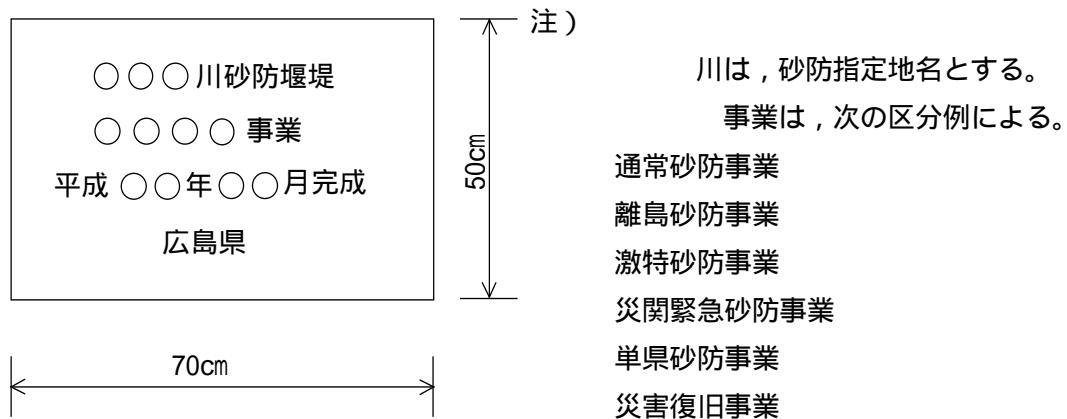 ○○○川砂防堰堤
○○○○事業
平成 ○○年○○月完成
広島県
50㎝
70㎝
注）
川は，砂防指定地名とする。
事業は，次の区分例による。
通常砂防事業
離島砂防事業
激特砂防事業
災関緊急砂防事業
単県砂防事業
災害復旧事業